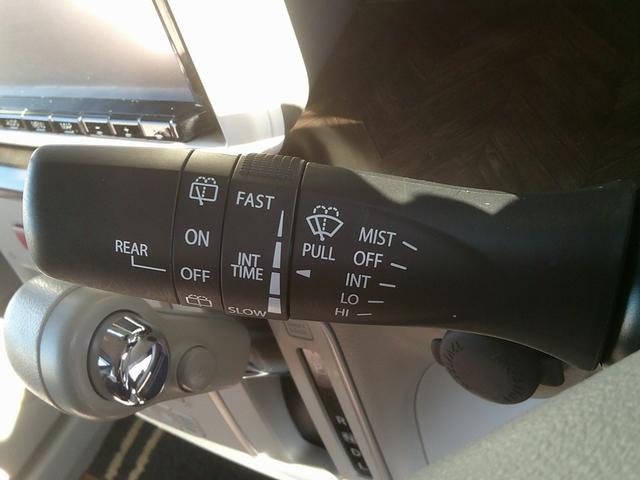 REAR
ON
OFF
FAST
INT
TIME
SLOW
PULL
MIST
OFF
INT
LO
HI
R
N
D
L